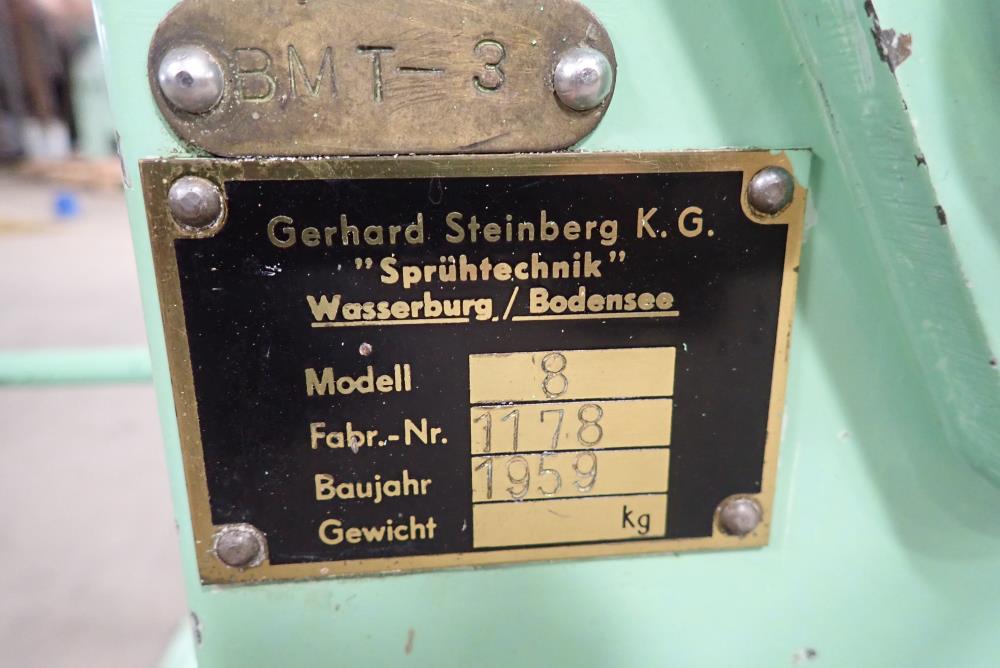 BMT-3
Gerhard Steinberg K. G.
"Sprühtechnik"
Wasserburg / Bodensee
Modell 8
Fabr.-Nr. 1178
Baujahr 1959
Gewicht kg